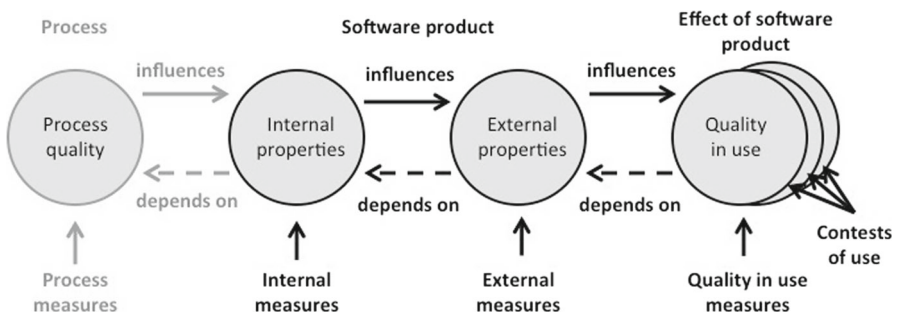 Process
Software product
Effect of software
product
influences
influences
influences
Process
quality
Internal
properties
External
properties
Quality
in use
depends on
depends on
depends on
Contests
of use
Process
measures
Internal
measures
External
measures
Quality in use
measures